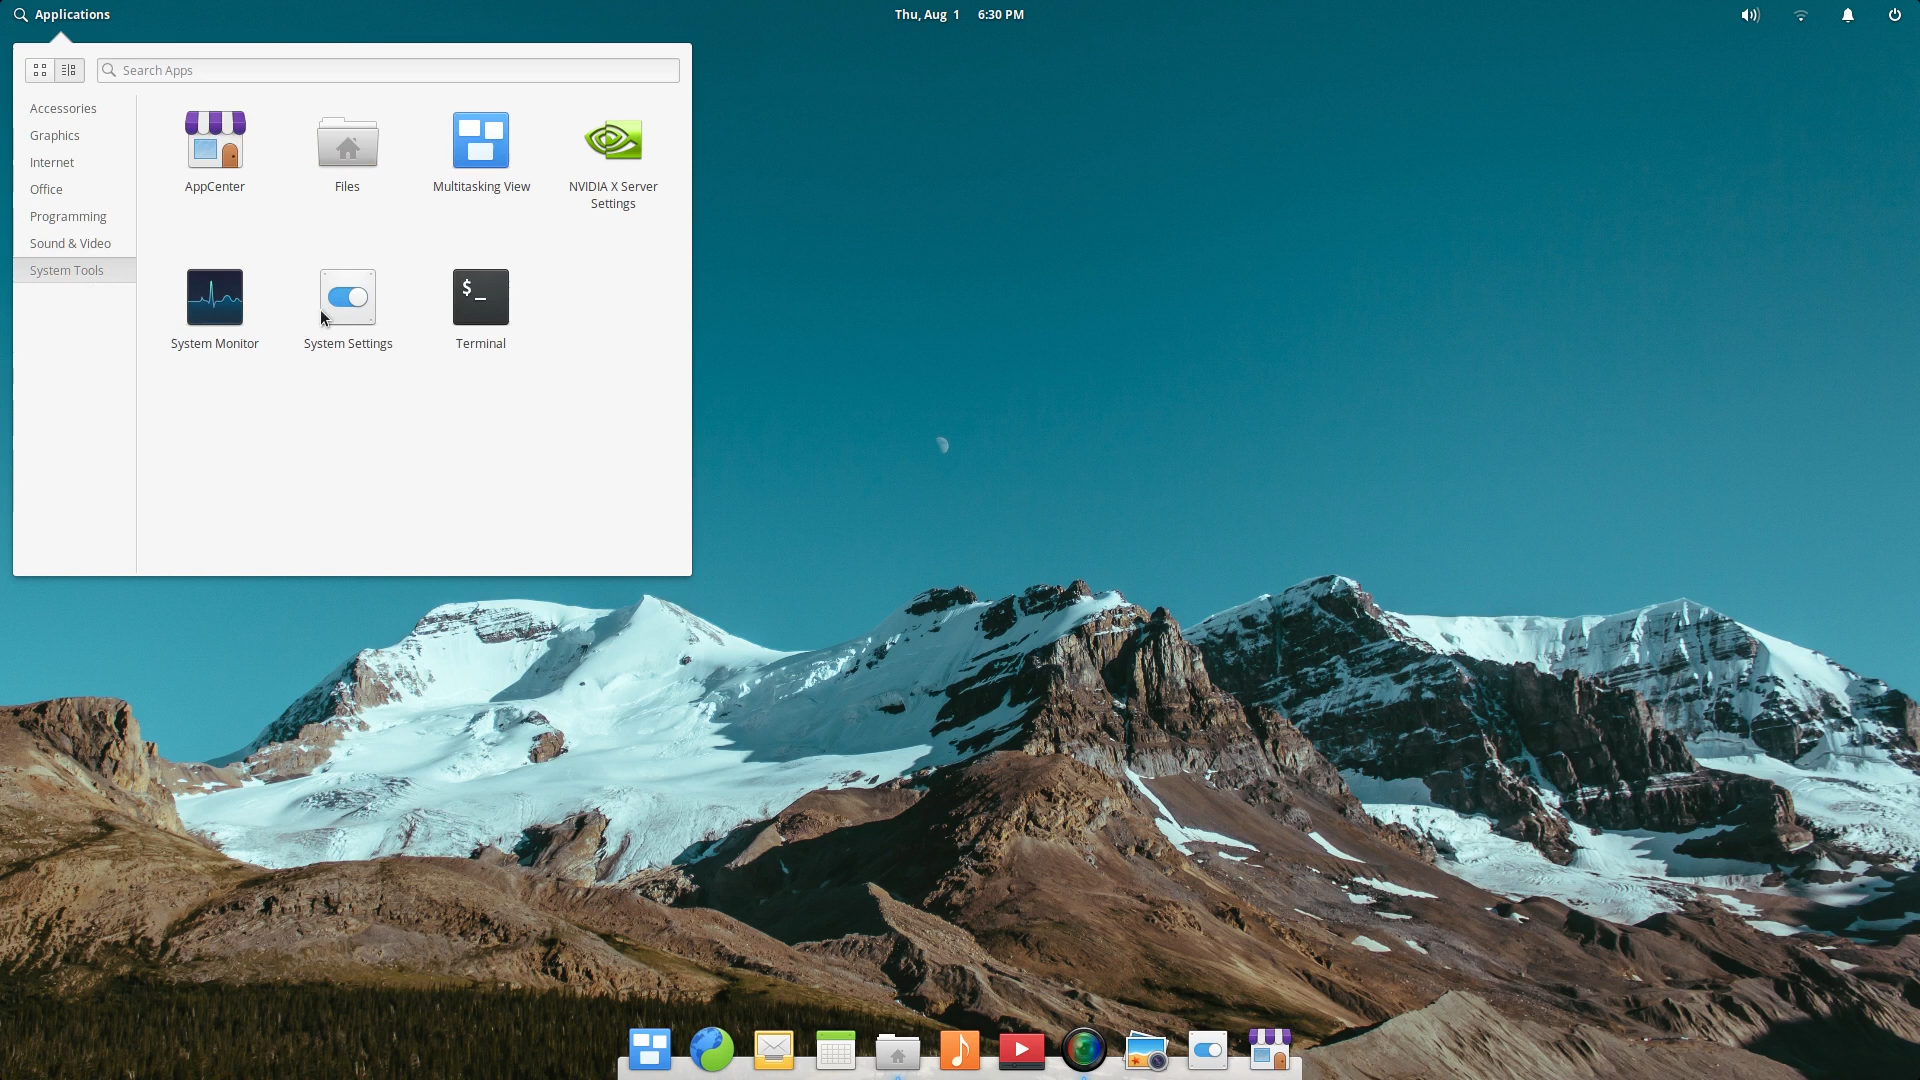 Applications
Thu, Aug 1 6:30 PM
Search Apps
Accessories
Graphics
Internet
Office
Programming
Sound & Video
System Tools
AppCenter
Files
Multitasking View
NVIDIA X Server
Settings
System Monitor
System Settings
$_
Terminal